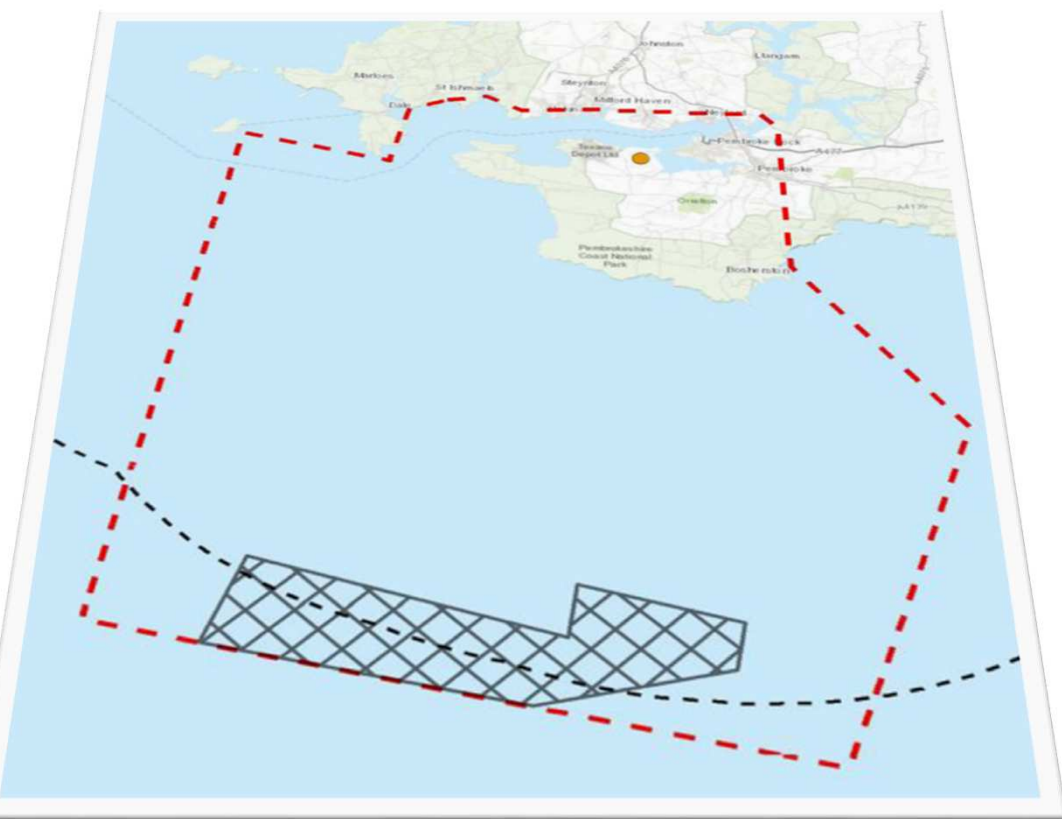 Johnston
Llangwm
Marloes
Steynton
St Ishmaels
Dale
Milford Haven
Neyland
Pembroke Dock
A477
Texaco
Depot Ltd
Pembroke
A4139
Pembrokeshire
Coast National
Park
Bosherston